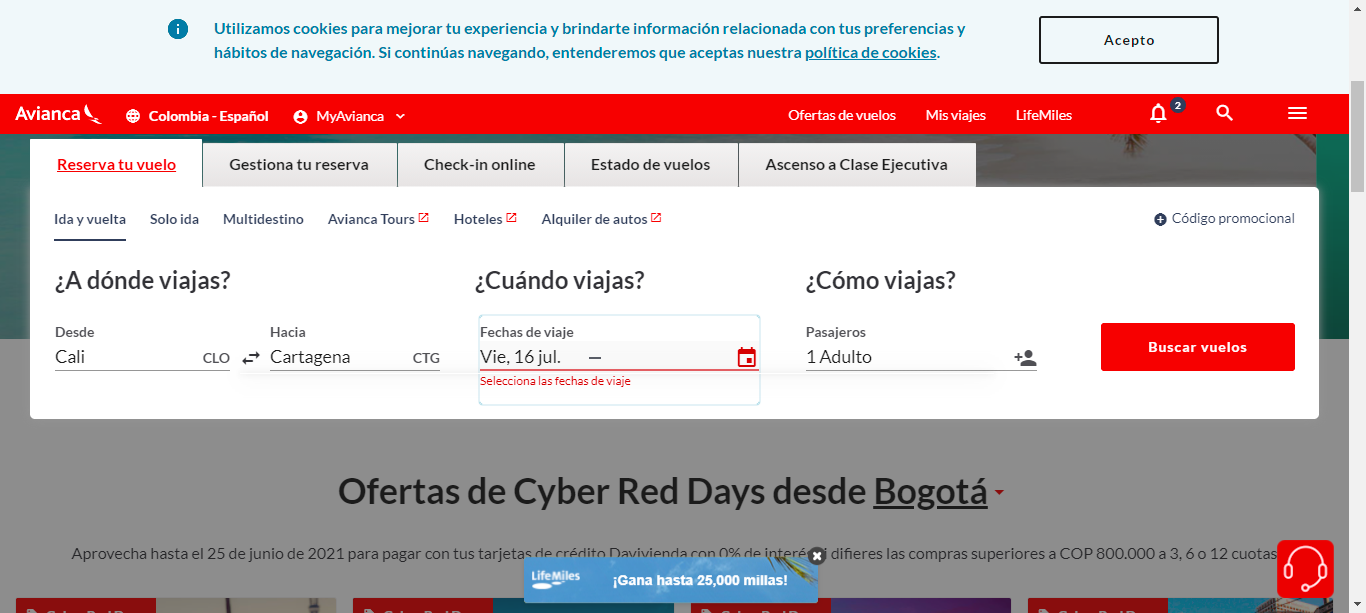 Utilizamos cookies para mejorar tu experiencia y brindarte información relacionada con tus preferencias y
hábitos de navegación. Si continúas navegando, entenderemos que aceptas nuestra política de cookies.
Acepto
Avianca
Colombia - Español
MyAvianca
Ofertas de vuelos
Mis viajes
LifeMiles
2
Reserva tu vuelo
Gestiona tu reserva
Check-in online
Estado de vuelos
Ascenso a Clase Ejecutiva
Ida y vuelta
Solo ida
Multidestino
Avianca Tours
Hoteles
Alquiler de autos
Código promocional
¿A dónde viajas?
¿Cuándo viajas?
¿Cómo viajas?
Desde
Hacia
Fechas de viaje
Pasajeros
Cali CLO
Cartagena CTG
Vie, 16 jul. —
1 Adulto
Buscar vuelos
Selecciona las fechas de viaje
Ofertas de Cyber Red Days desde Bogotá
Aprovecha hasta el 25 de junio de 2021 para pagar con tus tarjetas de crédito Davivienda con 0% de interés difieres las compras superiores a COP 800.000 a 3, 6 o 12 cuotas
LifeMiles
¡Gana hasta 25,000 millas!